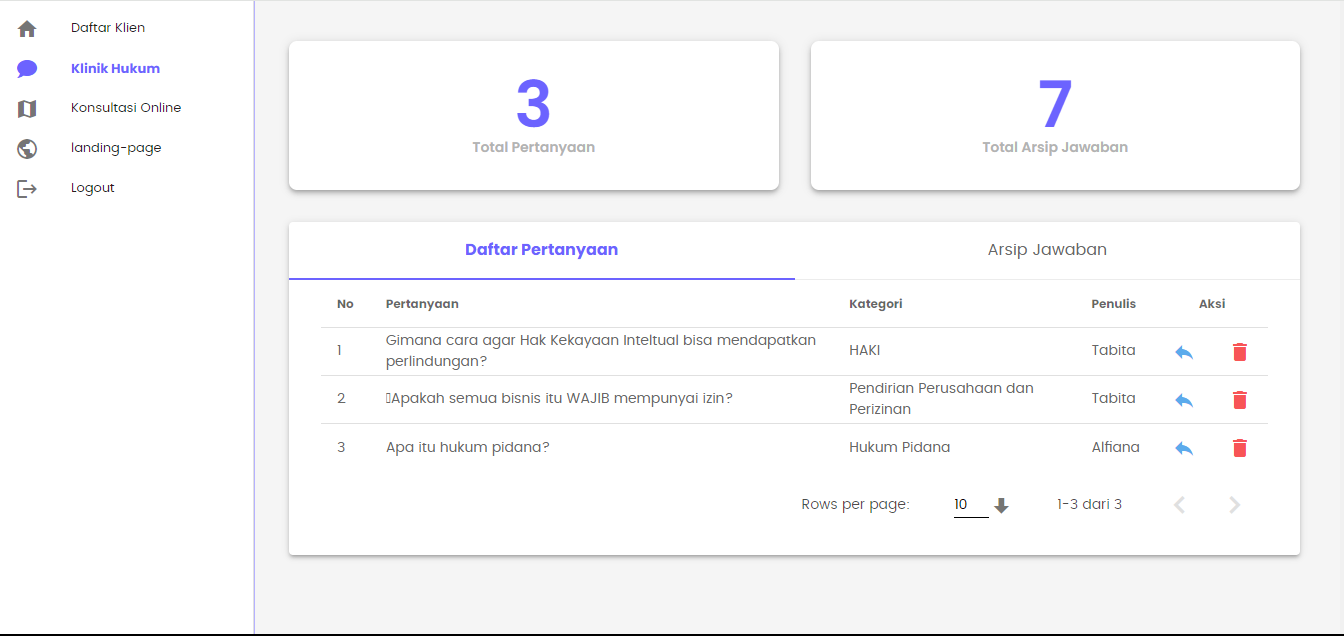 Daftar Klien
Klinik Hukum
Konsultasi Online
landing-page
Logout
3
Total Pertanyaan
7
Total Arsip Jawaban
Daftar Pertanyaan
Arsip Jawaban
No Pertanyaan Kategori Penulis Aksi
1 Gimana cara agar Hak Kekayaan Inteltual bisa mendapatkan
perlindungan?
HAKI Tabita
2 Apakah semua bisnis itu WAJIB mempunyai izin?
Pendirian Perusahaan dan
Perizinan
Tabita
3 Apa itu hukum pidana? Hukum Pidana Alfiana
Rows per page: 10 1-3 dari 3